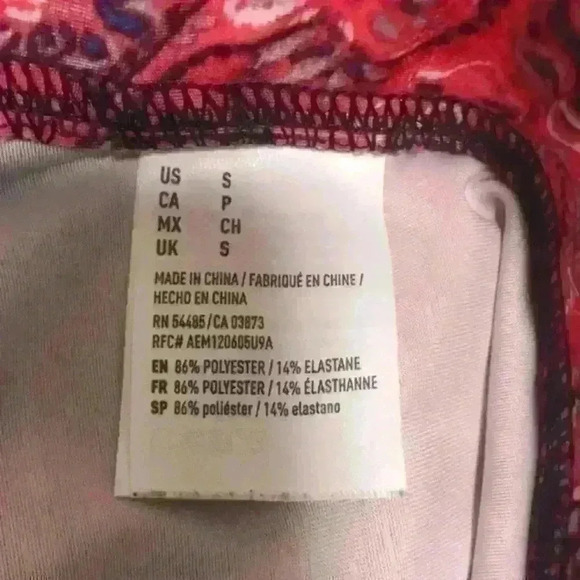 US S
CA P
MX CH
UK S
MADE IN CHINA / FABRIQUÉ EN CHINE /
HECHO EN CHINA
RN 54485/CA 03873
RFC# AEM120605U9A
EN 86% POLYESTER / 14% ELASTANE
FR 86% POLYESTER / 14% ÉLASTHANNE
SP 86% poliéster / 14% elastano